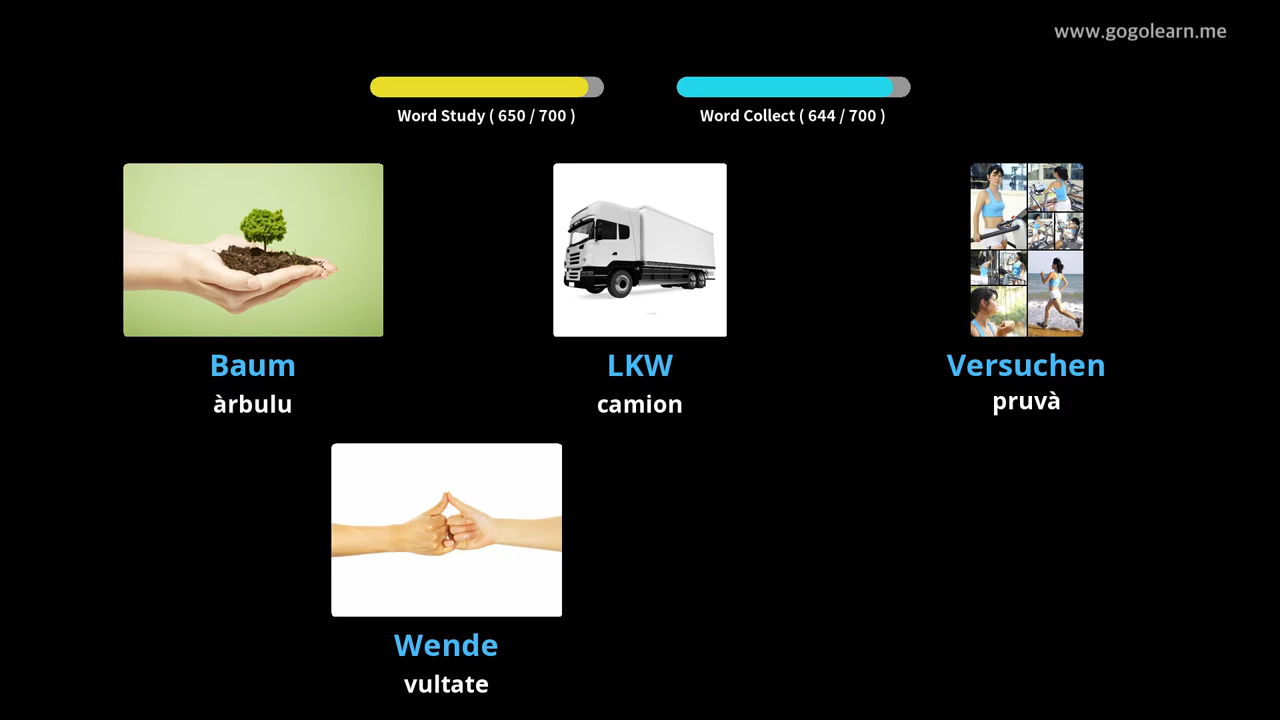 www.gogolearn.me
Word Study ( 650 / 700 )
Word Collect ( 644 / 700 )
Baum
àrbulu
LKW
camion
Versuchen
pruvà
Wende
vultate